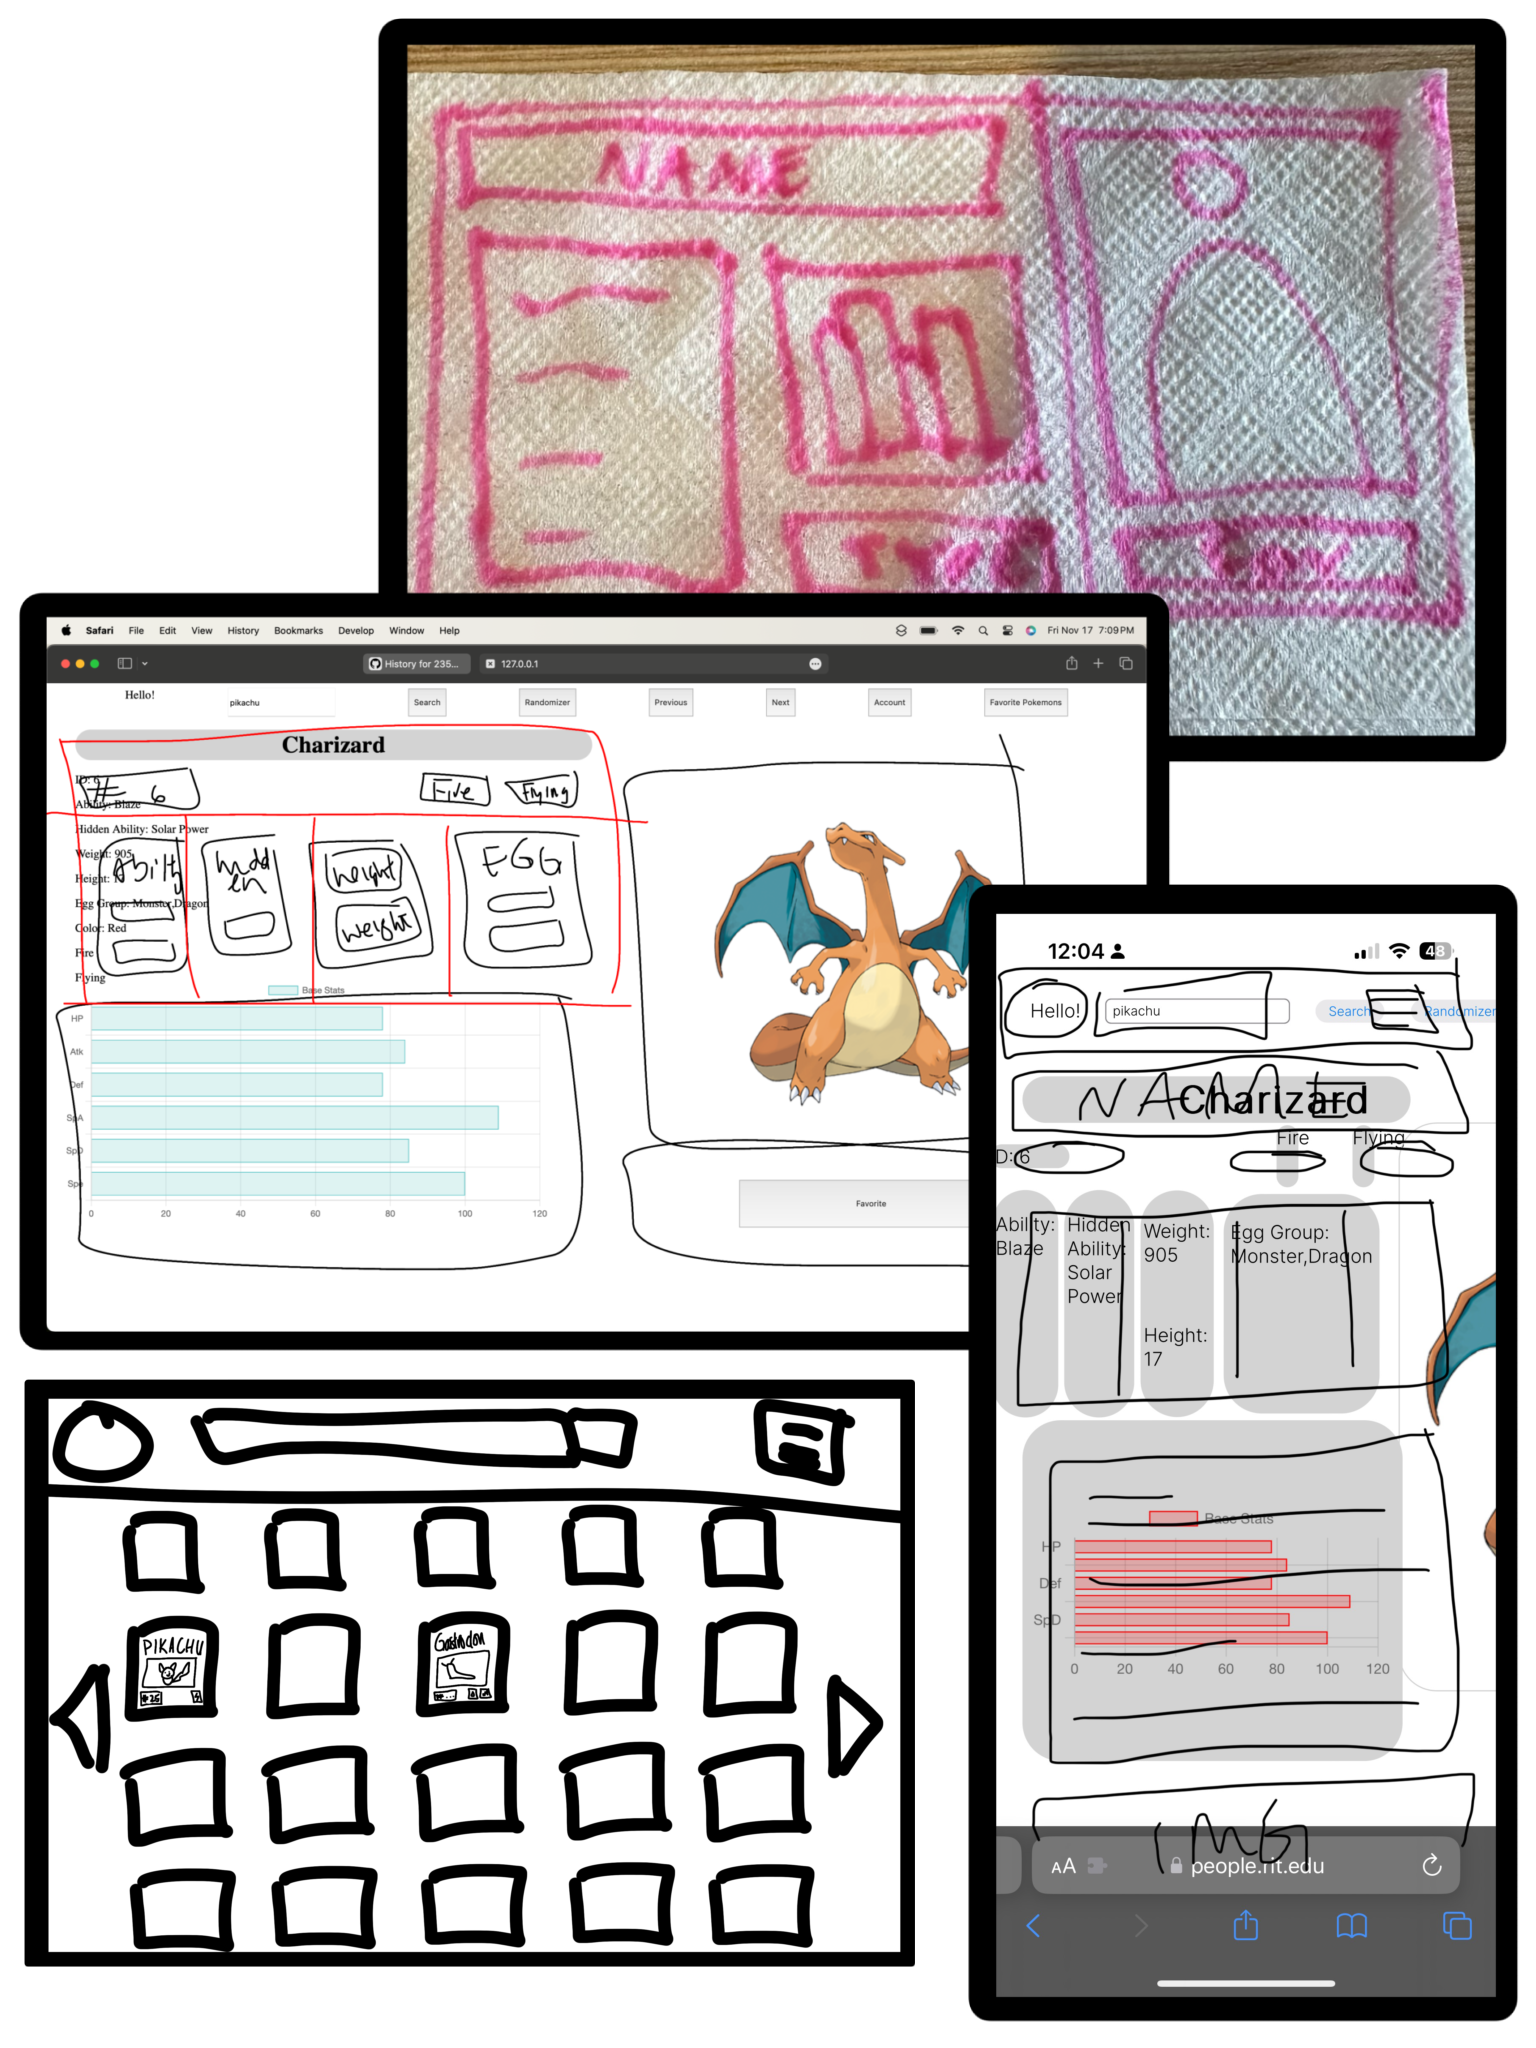 NAME
Safari File Edit View History Bookmarks Develop Window Help
Fri Nov 17 7:09 PM
History for 235...
127.0.0.1
Hello!
pikachu
Search
Randomizer
Previous
Next
Account
Favorite Pokemons
Charizard
ID: 6
# 6
Fire
Flying
Ability: Blaze
Hidden Ability: Solar Power
Weight: 905
Height: 17
Egg Group: Monster,Dragon
Color: Red
Fire
Flying
Ability
hidd
en
height
weight
EGG
Base Stats
HP
Atk
Def
SpA
SpD
Spe
0 20 40 60 80 100 120
Favorite
12:04
48
Hello!
pikachu
Search
Randomizer
NAME
Charizard
D: 6
Fire
Flying
Ability:
Blaze
Hidden
Ability:
Solar
Power
Weight:
905
Height:
17
Egg Group:
Monster,Dragon
Base Stats
HP
Def
SpD
0 20 40 60 80 100 120
IMG
AA
people.rit.edu
PIKACHU
#25
Gastrodon